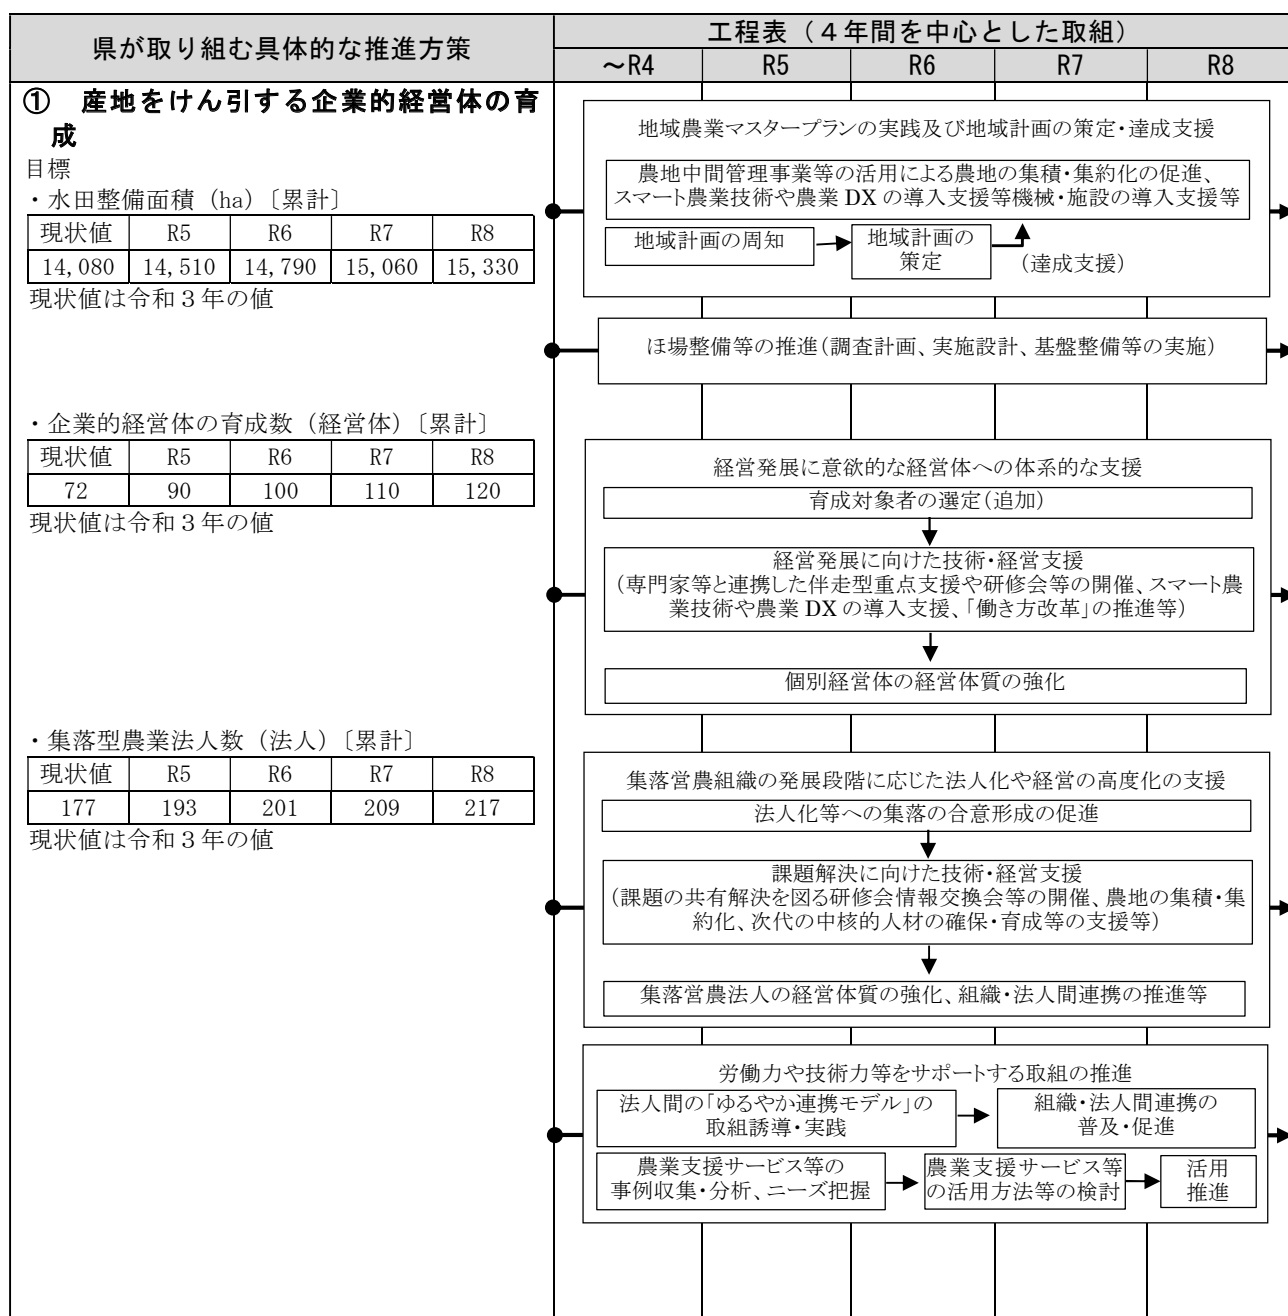 県が取り組む具体的な推進方策
工程表（４年間を中心とした取組）
～R4 R5 R6 R7 R8
① 産地をけん引する企業的経営体の育
成
目標
・水田整備面積（ha）〔累計〕
現状値 R5 R6 R7 R8
14,080 14,510 14,790 15,060 15,330
現状値は令和３年の値
・企業的経営体の育成数（経営体）〔累計〕
現状値 R5 R6 R7 R8
72 90 100 110 120
現状値は令和３年の値
・集落型農業法人数（法人）〔累計〕
現状値 R5 R6 R7 R8
177 193 201 209 217
現状値は令和３年の値
地域農業マスタープランの実践及び地域計画の策定・達成支援
農地中間管理事業等の活用による農地の集積・集約化の促進、
スマート農業技術や農業 DX の導入支援等機械・施設の導入支援等
地域計画の周知
地域計画の
策定
（達成支援）
ほ場整備等の推進（調査計画、実施設計、基盤整備等の実施）
経営発展に意欲的な経営体への体系的な支援
育成対象者の選定（追加）
経営発展に向けた技術・経営支援
（専門家等と連携した伴走型重点支援や研修会等の開催、スマート農
業技術や農業 DX の導入支援、「働き方改革」の推進等）
個別経営体の経営体質の強化
集落営農組織の発展段階に応じた法人化や経営の高度化の支援
法人化等への集落の合意形成の促進
課題解決に向けた技術・経営支援
（課題の共有解決を図る研修会情報交換会等の開催、農地の集積・集
約化、次代の中核的人材の確保・育成等の支援等）
集落営農法人の経営体質の強化、組織・法人間連携の推進等
労働力や技術力等をサポートする取組の推進
法人間の「ゆるやか連携モデル」の
取組誘導・実践
組織・法人間連携の
普及・促進
農業支援サービス等の
事例収集・分析、ニーズ把握
農業支援サービス等
の活用方法等の検討
活用
推進